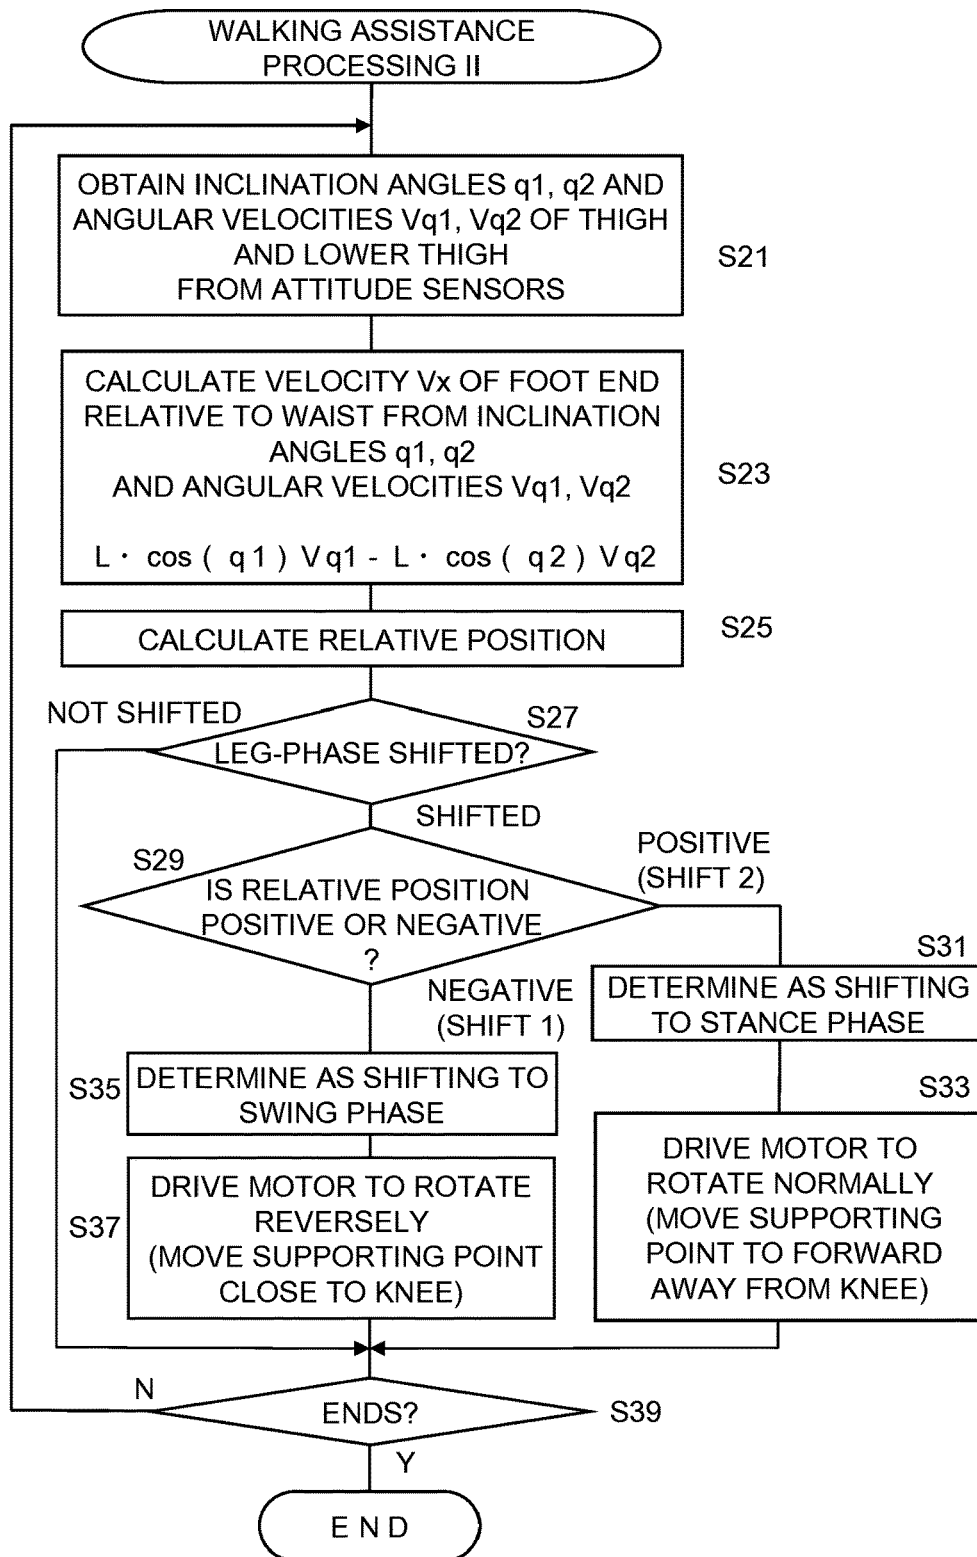 WALKING ASSISTANCE
PROCESSING II
OBTAIN INCLINATION ANGLES q1, q2 AND
ANGULAR VELOCITIES Vq1, Vq2 OF THIGH
AND LOWER THIGH
FROM ATTITUDE SENSORS
S21
CALCULATE VELOCITY Vx OF FOOT END
RELATIVE TO WAIST FROM INCLINATION
ANGLES q1, q2
AND ANGULAR VELOCITIES Vq1, Vq2
L · cos ( q1 ) Vq1 - L · cos ( q2 ) Vq2
S23
CALCULATE RELATIVE POSITION
S25
NOT SHIFTED
LEG-PHASE SHIFTED?
S27
SHIFTED
S29
IS RELATIVE POSITION
POSITIVE OR NEGATIVE
?
POSITIVE
(SHIFT 2)
NEGATIVE
(SHIFT 1)
S31
DETERMINE AS SHIFTING
TO STANCE PHASE
S33
DRIVE MOTOR TO
ROTATE NORMALLY
(MOVE SUPPORTING
POINT TO FORWARD
AWAY FROM KNEE)
S35
DETERMINE AS SHIFTING TO
SWING PHASE
S37
DRIVE MOTOR TO ROTATE
REVERSELY
(MOVE SUPPORTING POINT
CLOSE TO KNEE)
N
ENDS?
S39
Y
E N D